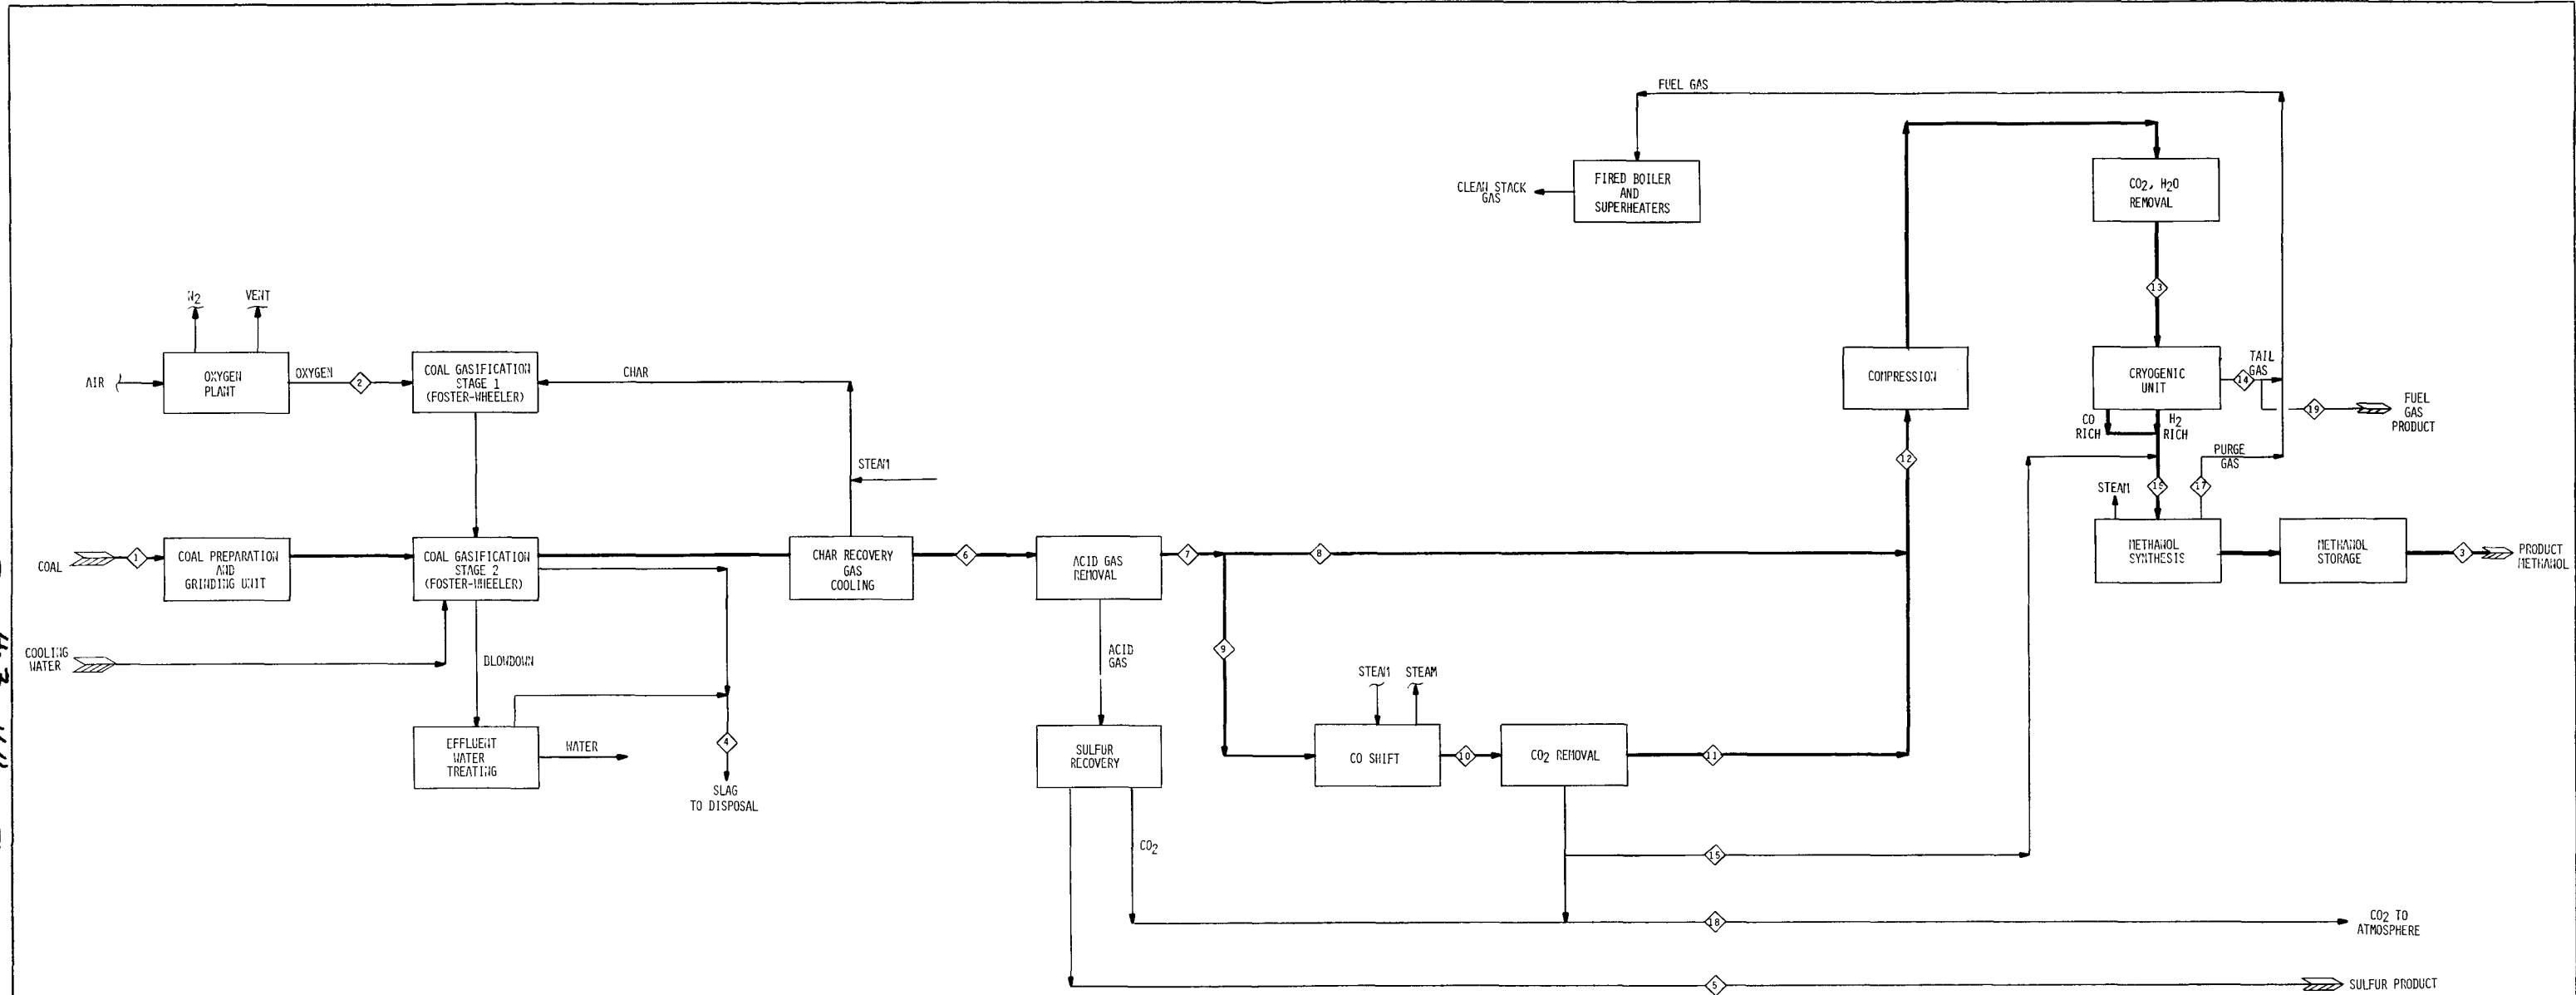 FUEL GAS
FIRED BOILER
AND
SUPERHEATERS
CLEAN STACK
GAS
CO2, H2O
REMOVAL
13
N2
VENT
AIR
OXYGEN
PLANT
OXYGEN
2
COAL GASIFICATION
STAGE 1
(FOSTER-WHEELER)
CHAR
STEAM
COMPRESSION
12
CRYOGENIC
UNIT
TAIL
GAS
14
19
FUEL
GAS
PRODUCT
CO
RICH
H2
RICH
PURGE
GAS
STEAM
16
17
COAL
1
COAL PREPARATION
AND
GRINDING UNIT
COAL GASIFICATION
STAGE 2
(FOSTER-WHEELER)
CHAR RECOVERY
GAS
COOLING
6
ACID GAS
REMOVAL
7
8
METHANOL
SYNTHESIS
METHANOL
STORAGE
3
PRODUCT
METHANOL
COOLING
WATER
BLOWDOWN
ACID
GAS
9
STEAM
STEAM
EFFLUENT
WATER
TREATING
WATER
4
SLAG
TO DISPOSAL
SULFUR
RECOVERY
CO SHIFT
10
CO2 REMOVAL
11
CO2
15
18
CO2 TO
ATMOSPHERE
5
SULFUR PRODUCT